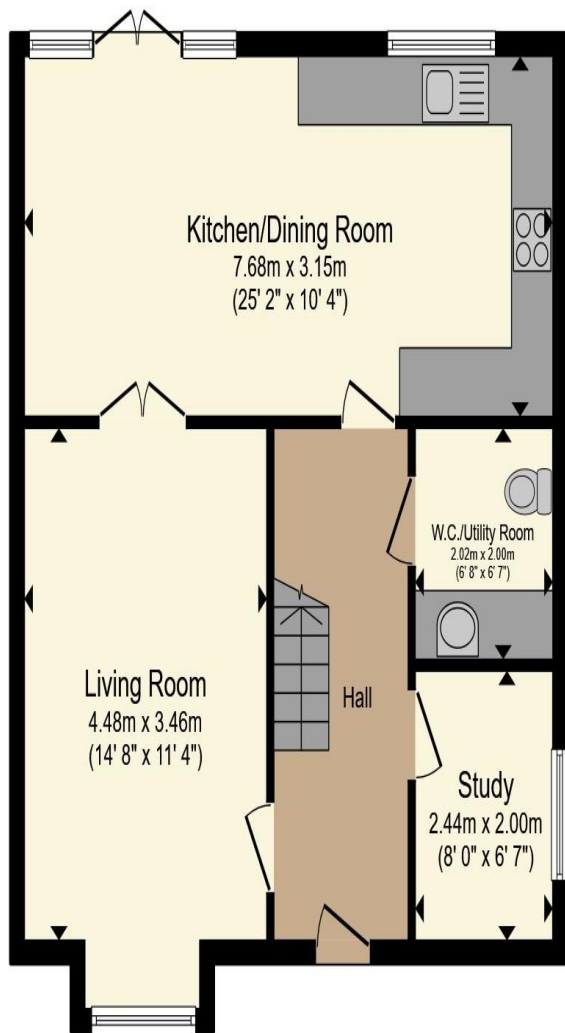 Kitchen/Dining Room
7.68m x 3.15m
(25' 2" x 10' 4")
W.C./Utility Room
2.02m x 2.00m
(6' 8" x 6' 7")
Living Room
4.48m x 3.46m
(14' 8" x 11' 4")
Hall
Study
2.44m x 2.00m
(8' 0" x 6' 7")